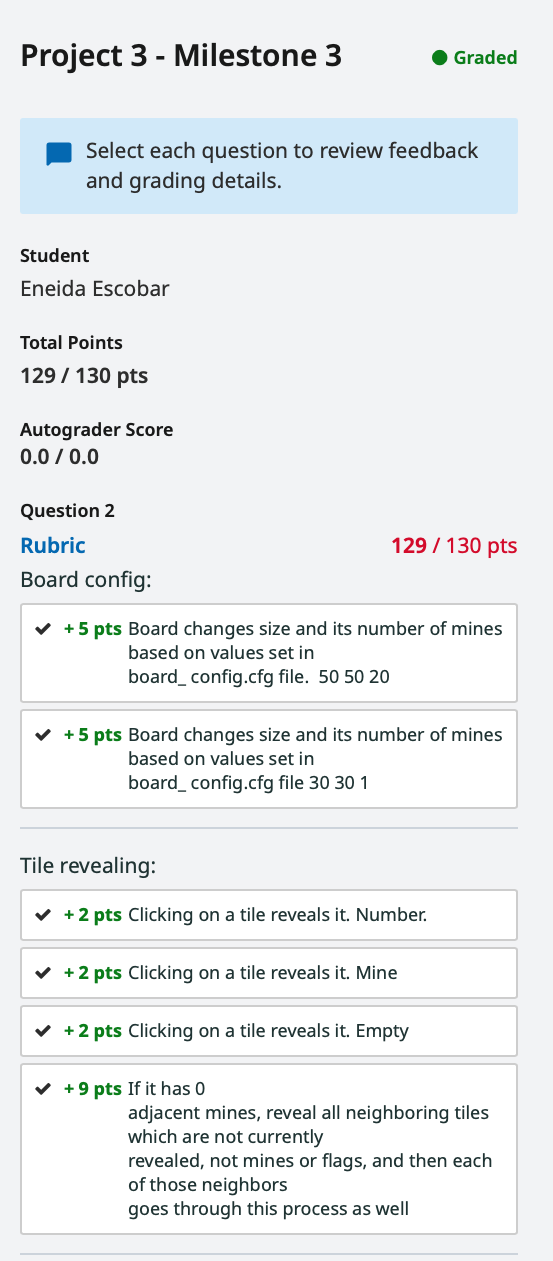 Project 3 - Milestone 3
Graded
Select each question to review feedback
and grading details.
Student
Eneida Escobar
Total Points
129 / 130 pts
Autograder Score
0.0 / 0.0
Question 2
Rubric
129 / 130 pts
Board config:
+ 5 pts Board changes size and its number of mines
based on values set in
board_ config.cfg file.  50 50 20
+ 5 pts Board changes size and its number of mines
based on values set in
board_ config.cfg file 30 30 1
Tile revealing:
+ 2 pts Clicking on a tile reveals it. Number.
+ 2 pts Clicking on a tile reveals it. Mine
+ 2 pts Clicking on a tile reveals it. Empty
+ 9 pts If it has 0
adjacent mines, reveal all neighboring tiles
which are not currently
revealed, not mines or flags, and then each
of those neighbors
goes through this process as well